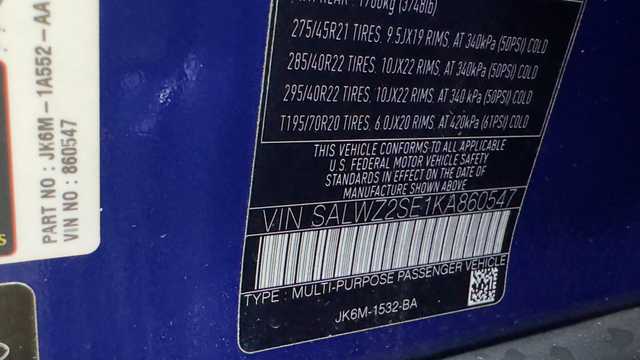 PART NO : JK6M-1A552-AA
VIN NO : 860547
1700kg (3748lb)
275/45R21 TIRES, 9.5JX19 RIMS, AT 340kPa (50PSI) COLD
285/40R22 TIRES, 10JX22 RIMS, AT 340kPa (50PSI) COLD
295/40R22 TIRES, 10JX22 RIMS, AT 340 kPa (50PSI) COLD
T195/70R20 TIRES, 6.0JX20 RIMS, AT 420kPa (61PSI) COLD
THIS VEHICLE CONFORMS TO ALL APPLICABLE
U.S. FEDERAL MOTOR VEHICLE SAFETY
STANDARDS IN EFFECT ON THE DATE OF
MANUFACTURE SHOWN ABOVE
VIN SALWZ2SE1KA860547
TYPE : MULTI-PURPOSE PASSENGER VEHICLE
JK6M-1532-BA